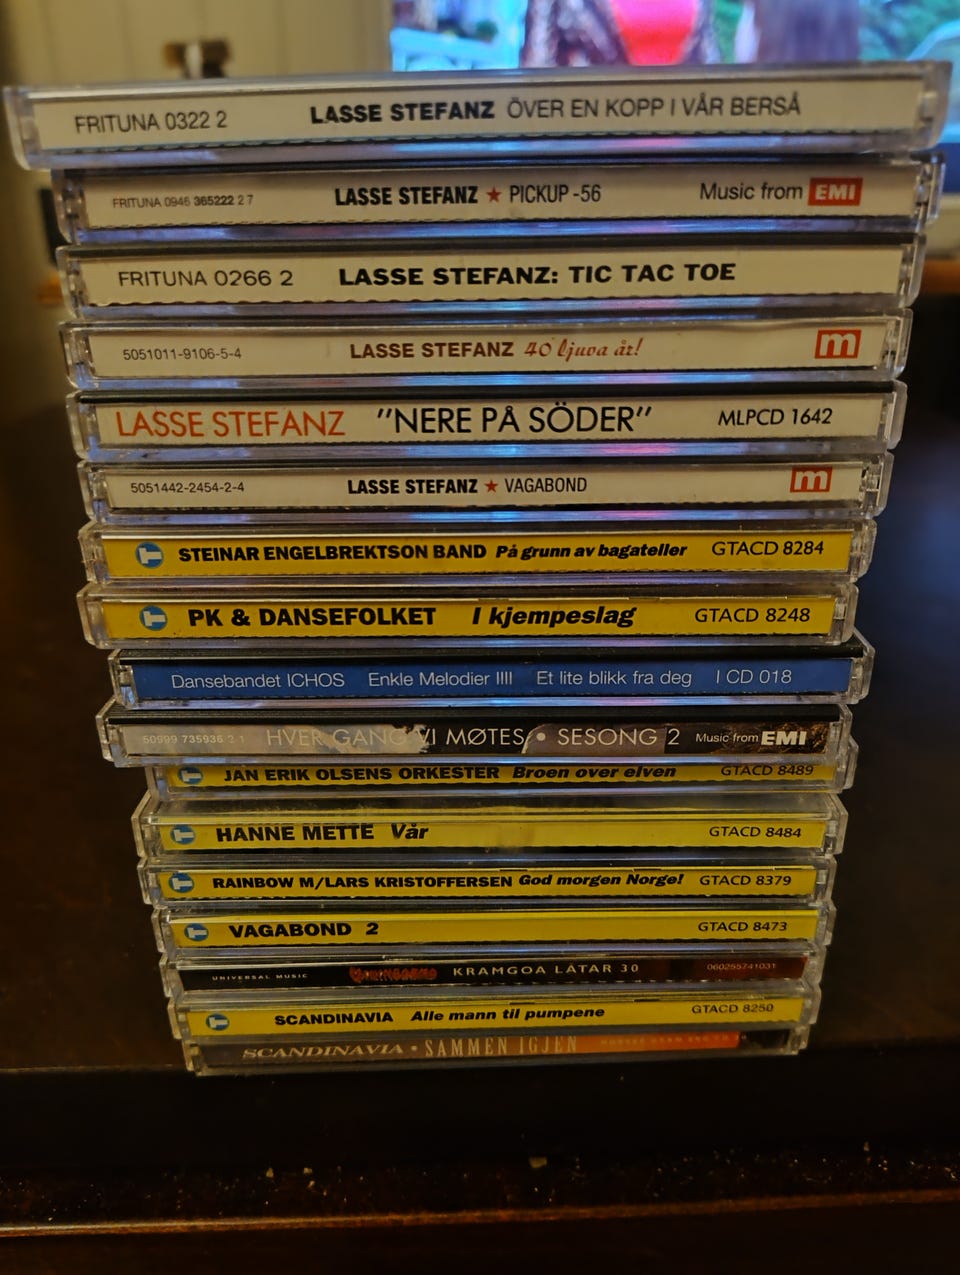 FRITUNA 0322 2 LASSE STEFANZ ÖVER EN KOPP I VÅR BERSÅ
FRITUNA 0946 365222 2 7 LASSE STEFANZ ★ PICKUP -56 Music from EMI
FRITUNA 0266 2 LASSE STEFANZ: TIC TAC TOE
5051011-9106-5-4 LASSE STEFANZ 40 ljuva år! m
LASSE STEFANZ "NERE PÅ SÖDER" MLPCD 1642
5051442-2454-2-4 LASSE STEFANZ ★ VAGABOND m
STEINAR ENGELBREKTSON BAND På grunn av bagateller GTACD 8284
PK & DANSEFOLKET I kjempeslag GTACD 8248
Dansebandet ICHOS Enkle Melodier IIII Et lite blikk fra deg I CD 018
50999 735936 2 1 HVER GANG VI MØTES • SESONG 2 Music from EMI
JAN ERIK OLSENS ORKESTER Broen over elven GTACD 8489
HANNE METTE Vår GTACD 8484
RAINBOW M/LARS KRISTOFFERSEN God morgen Norge! GTACD 8379
VAGABOND 2 GTACD 8473
UNIVERSAL MUSIC VIKINGARNA KRAMGOA LÅTAR 30 060255741031
SCANDINAVIA Alle mann til pumpene GTACD 8250
SCANDINAVIA • SAMMEN IGJEN